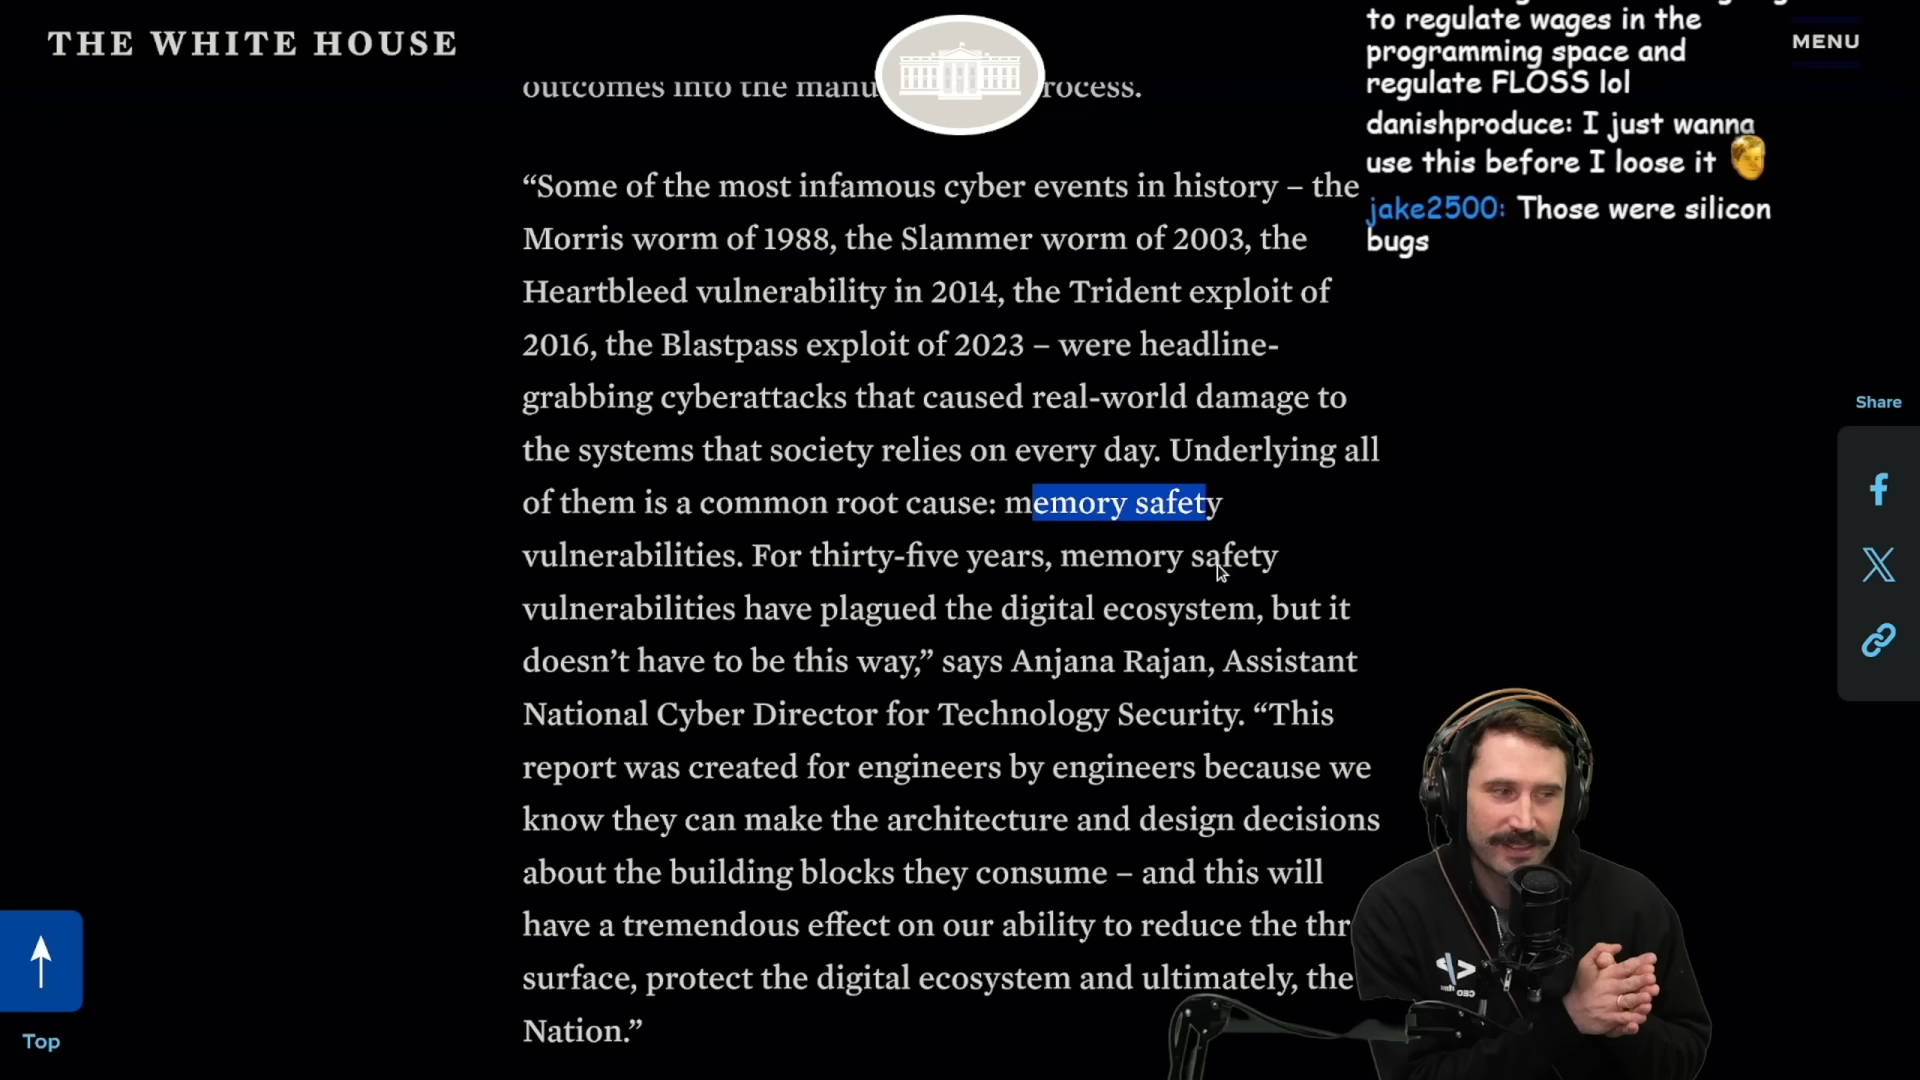 THE WHITE HOUSE
MENU
outcomes into the manu rocess.
“Some of the most infamous cyber events in history – the
Morris worm of 1988, the Slammer worm of 2003, the
Heartbleed vulnerability in 2014, the Trident exploit of
2016, the Blastpass exploit of 2023 – were headline-
grabbing cyberattacks that caused real-world damage to
the systems that society relies on every day. Underlying all
of them is a common root cause: memory safety
vulnerabilities. For thirty-five years, memory safety
vulnerabilities have plagued the digital ecosystem, but it
doesn’t have to be this way,” says Anjana Rajan, Assistant
National Cyber Director for Technology Security. “This
report was created for engineers by engineers because we
know they can make the architecture and design decisions
about the building blocks they consume – and this will
have a tremendous effect on our ability to reduce the thr
surface, protect the digital ecosystem and ultimately, the
Nation.”
to regulate wages in the
programming space and
regulate FLOSS lol
danishproduce: I just wanna
use this before I loose it
jake2500: Those were silicon
bugs
Share
Top
CEO